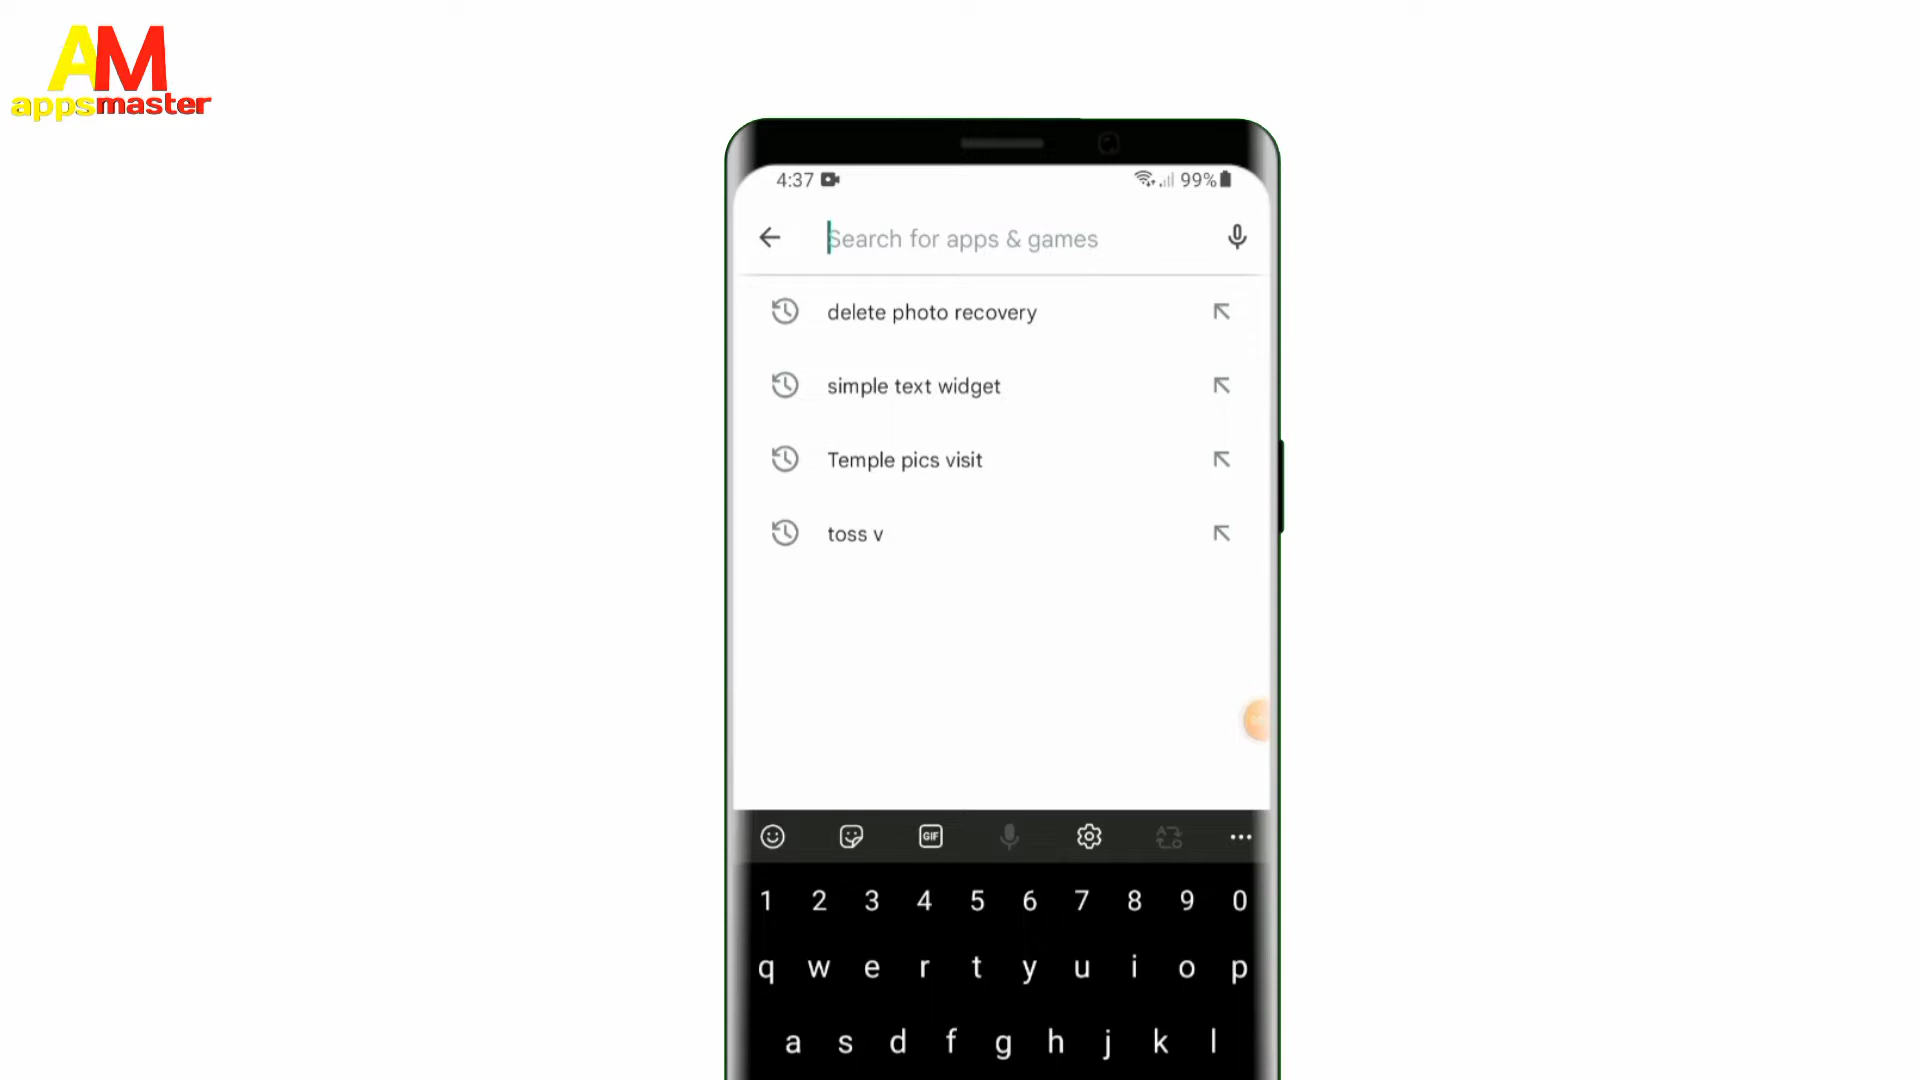 AM
appsmaster
4:37 99%
Search for apps & games
delete photo recovery
simple text widget
Temple pics visit
toss v
GIF
1 2 3 4 5 6 7 8 9 0
q w e r t y u i o p
a s d f g h j k l